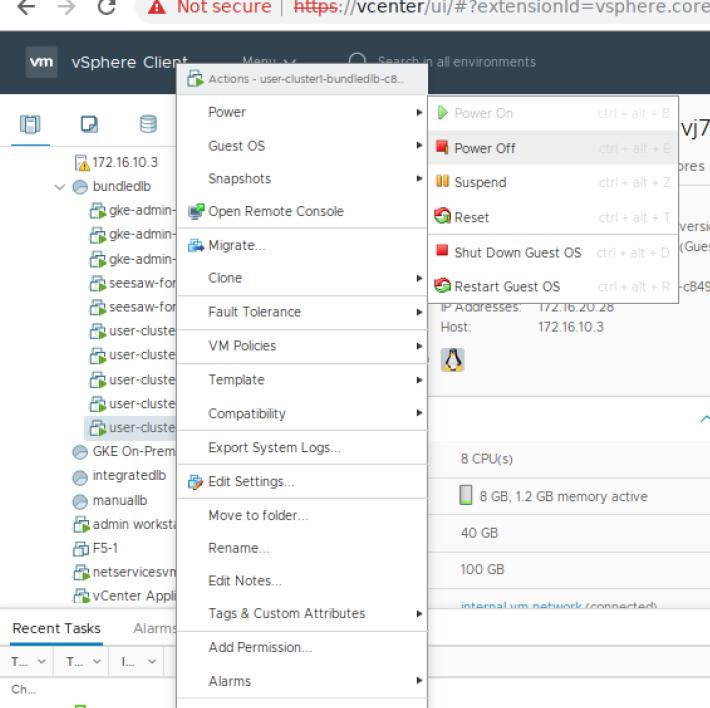 Not secure | https://vcenter/ui/#?extensionId=vsphere.core
vm vSphere Client Menu Search in all environments
Actions - user-cluster1-bundledlb-c8...
Power
Guest OS
Snapshots
Open Remote Console
Migrate...
Clone
Fault Tolerance
VM Policies
Template
Compatibility
Export System Logs...
Edit Settings...
Move to folder...
Rename...
Edit Notes...
Tags & Custom Attributes
Add Permission...
Alarms
Power On ctrl + alt + B
Power Off ctrl + alt + E
Suspend ctrl + alt + Z
Reset ctrl + alt + T
Shut Down Guest OS ctrl + alt + D
Restart Guest OS ctrl + alt + R
172.16.10.3
bundledlb
gke-admin-
gke-admin-
gke-admin-
seesaw-for
seesaw-for
user-cluste
user-cluste
user-cluste
user-cluste
user-cluste
GKE On-Prem
integratedlb
manuallb
admin worksta
F5-1
netservicesvm
vCenter Appli
vj7
ores
versi
(Gues
-c849
IP Addresses: 172.16.20.28
Host: 172.16.10.3
8 CPU(s)
8 GB, 1.2 GB memory active
40 GB
100 GB
internal vm network (connected)
Recent Tasks Alarms
T... T... I...
Ch...